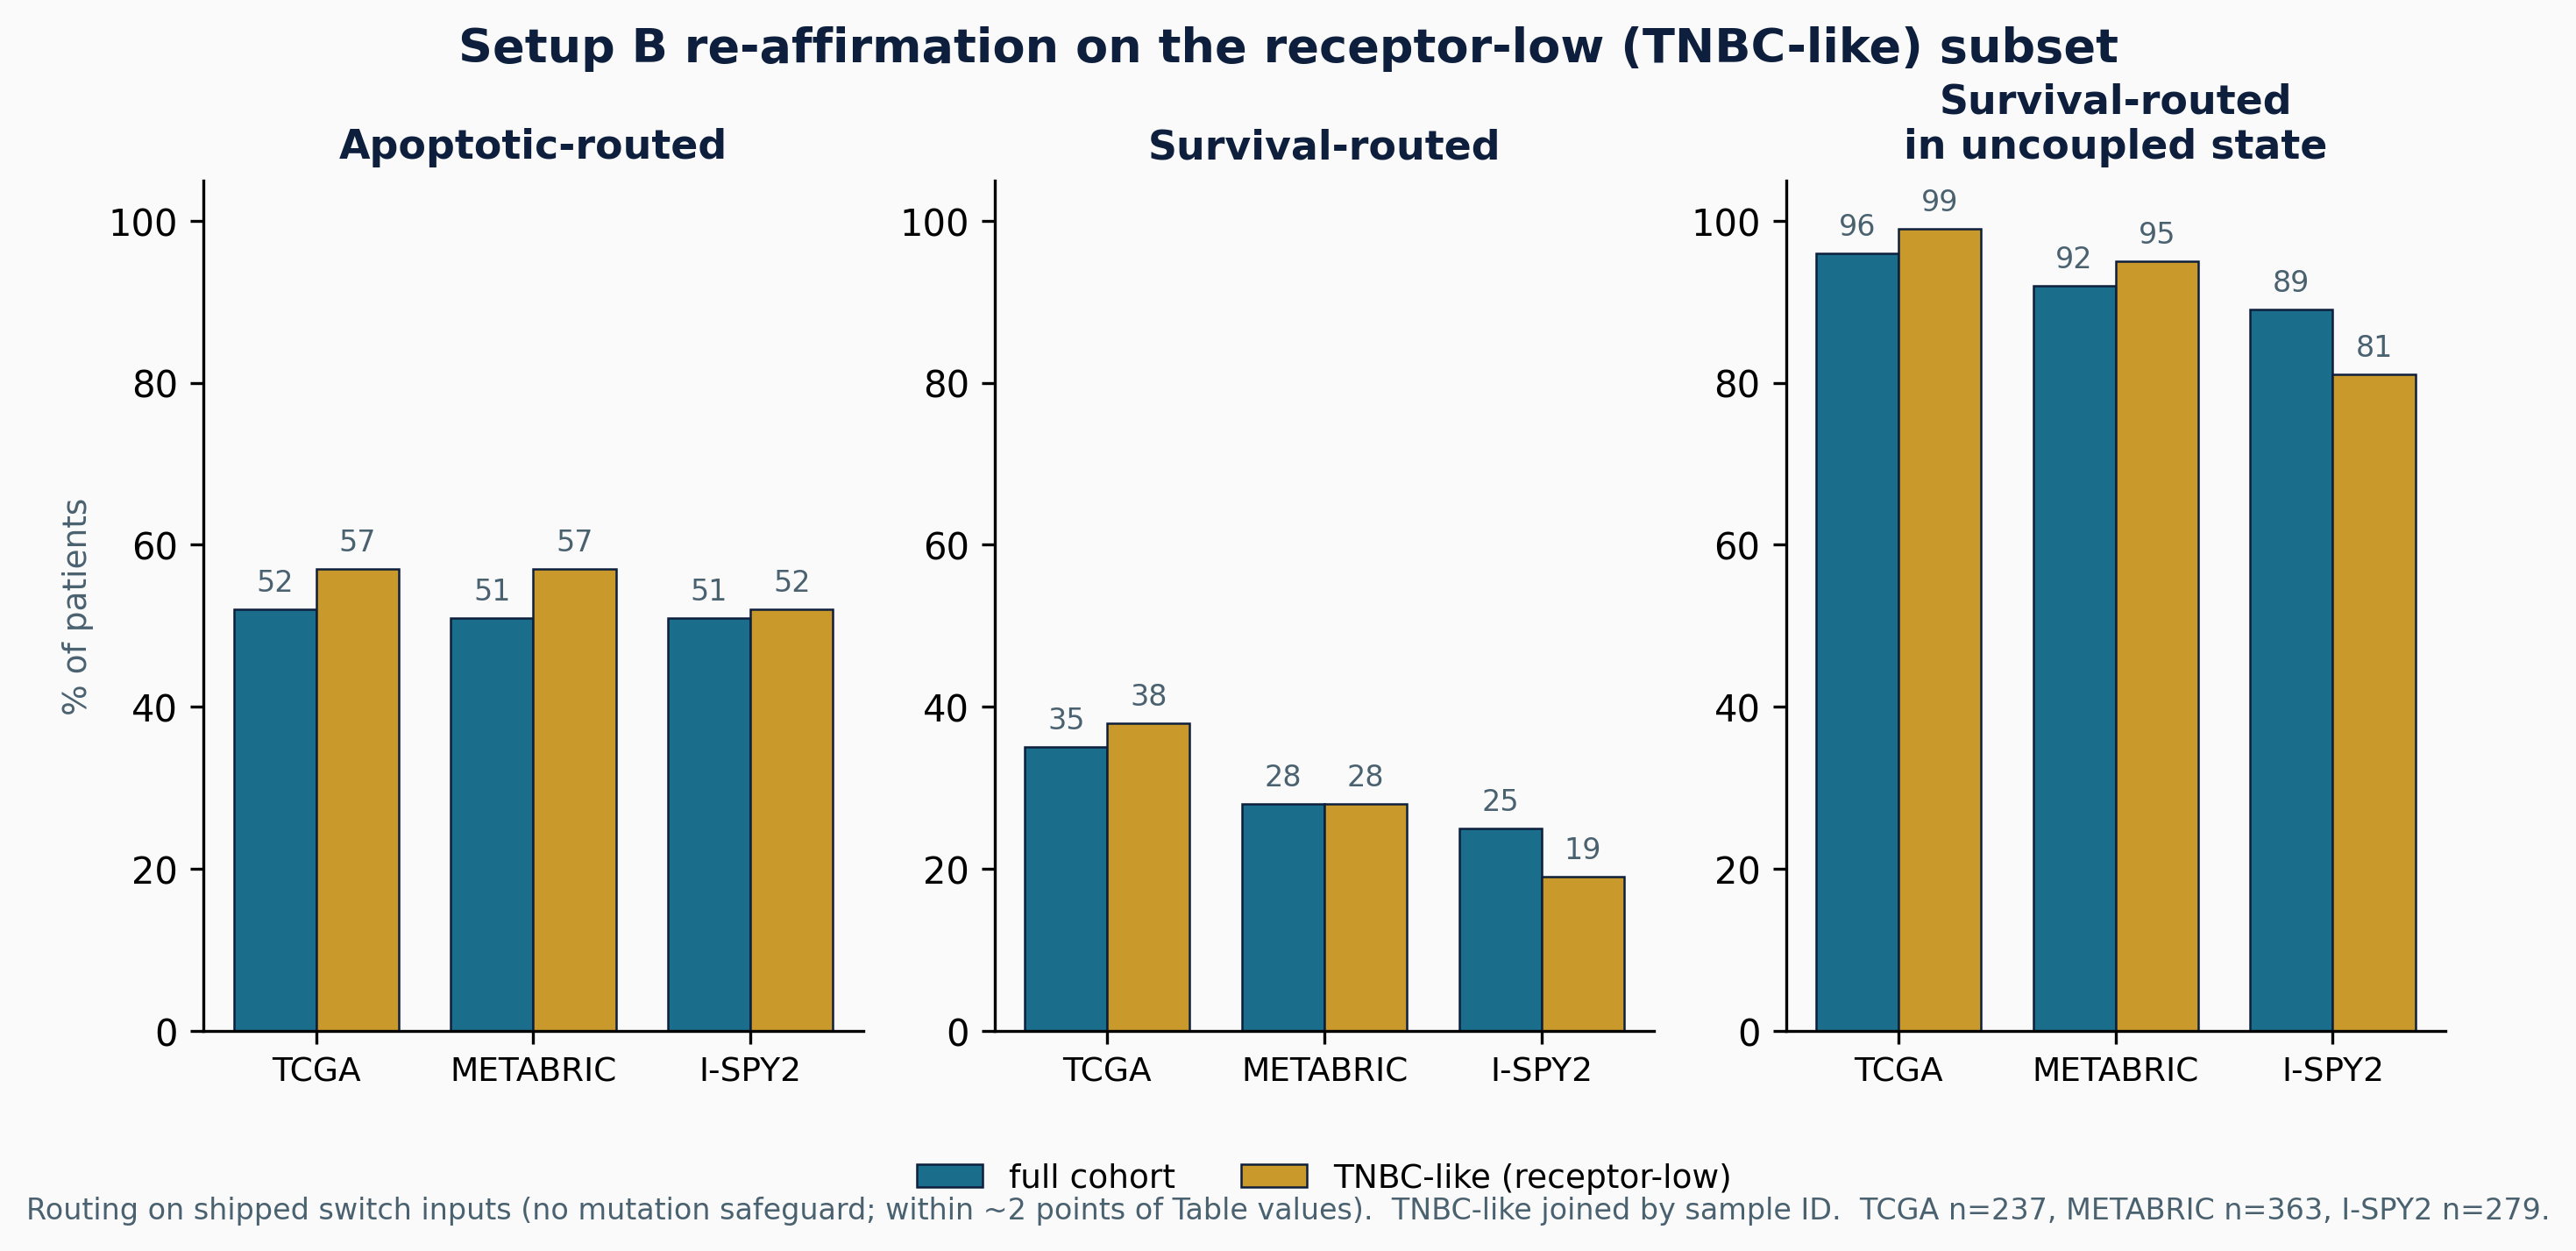 Setup B re-affirmation on the receptor-low (TNBC-like) subset
Apoptotic-routed
% of patients
100
80
60
40
20
0
52
57
51
57
51
52
TCGA
METABRIC
I-SPY2
Survival-routed
100
80
60
40
20
0
35
38
28
28
25
19
TCGA
METABRIC
I-SPY2
Survival-routed
in uncoupled state
100
80
60
40
20
0
96
99
92
95
89
81
TCGA
METABRIC
I-SPY2
full cohort
TNBC-like (receptor-low)
Routing on shipped switch inputs (no mutation safeguard; within ~2 points of Table values).  TNBC-like joined by sample ID.  TCGA n=237, METABRIC n=363, I-SPY2 n=279.